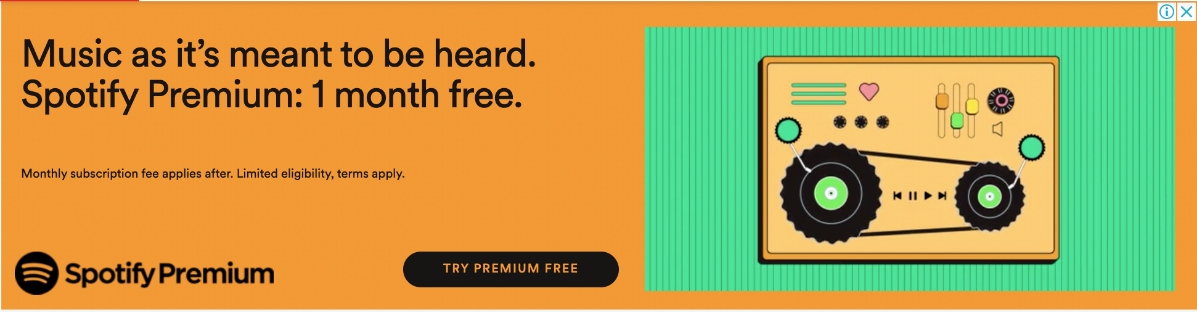 Music as it’s meant to be heard.
Spotify Premium: 1 month free.
Monthly subscription fee applies after. Limited eligibility, terms apply.
Spotify Premium
TRY PREMIUM FREE